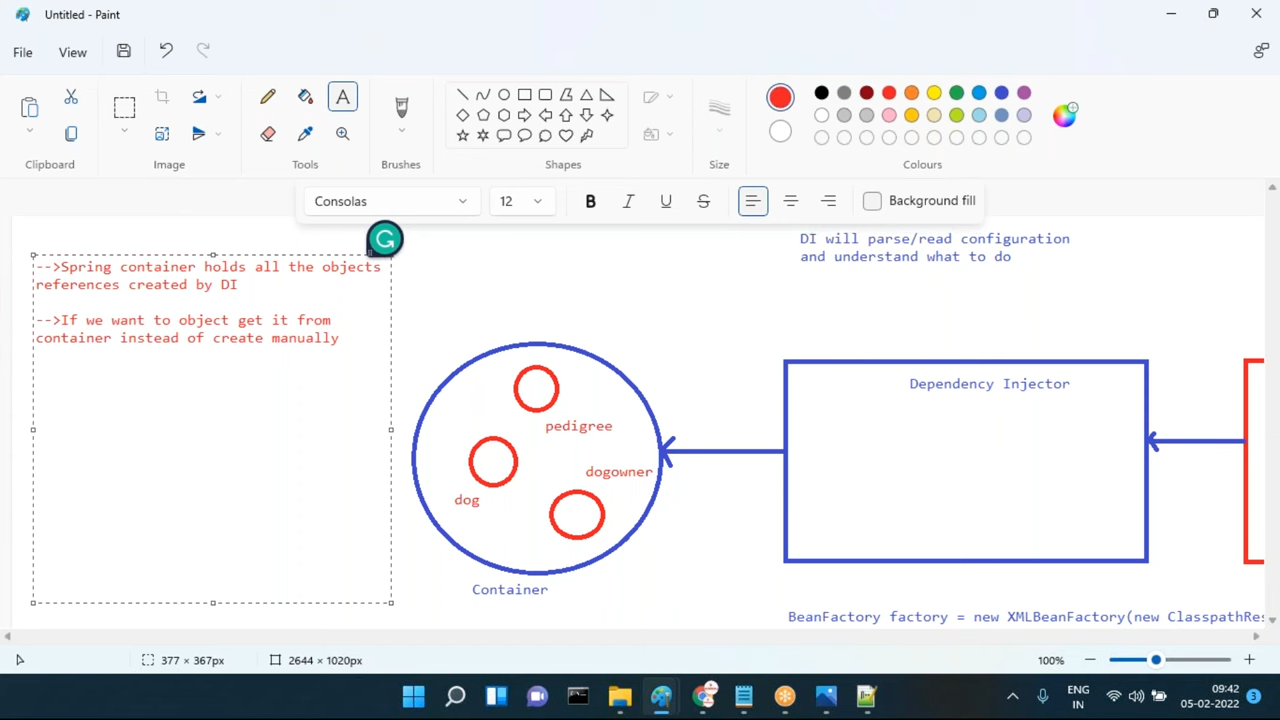 Untitled - Paint
File
View
Clipboard
Image
Tools
Brushes
Shapes
Size
Colours
Consolas
12
Background fill
DI will parse/read configuration
and understand what to do
-->Spring container holds all the objects
references created by DI
-->If we want to object get it from
container instead of create manually
Dependency Injector
pedigree
dogowner
dog
Container
BeanFactory factory = new XMLBeanFactory(new ClasspathRes
377 × 367px
2644 × 1020px
100%
ENG
IN
09:42
05-02-2022
3